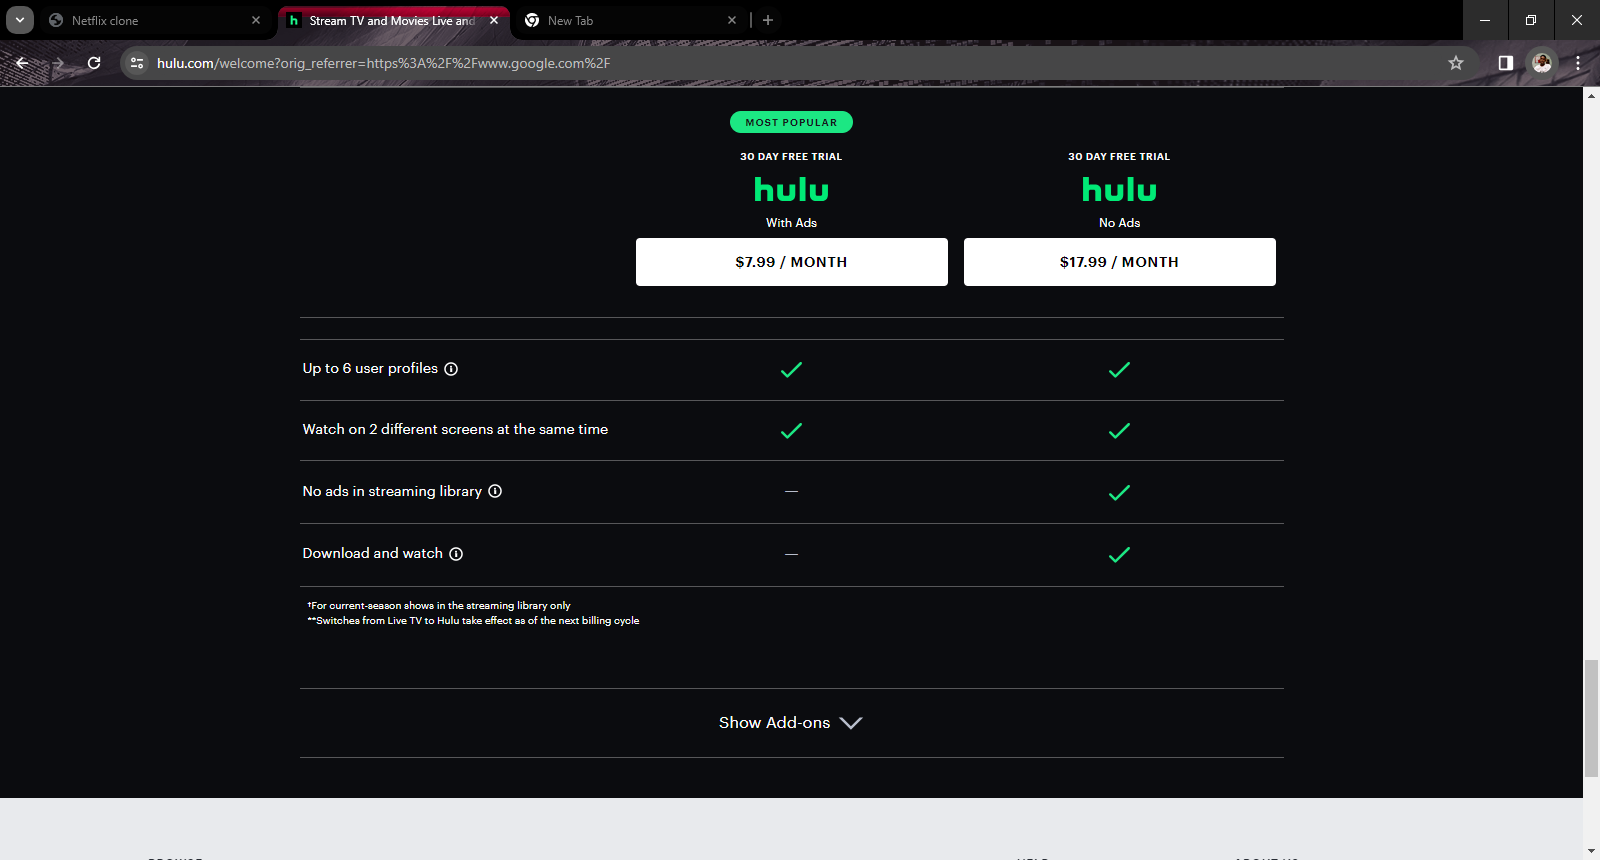 Netflix clone
Stream TV and Movies Live and
New Tab
hulu.com/welcome?orig_referrer=https%3A%2F%2Fwww.google.com%2F
MOST POPULAR
30 DAY FREE TRIAL
30 DAY FREE TRIAL
hulu
hulu
With Ads
No Ads
$7.99 / MONTH
$17.99 / MONTH
Up to 6 user profiles
Watch on 2 different screens at the same time
No ads in streaming library
Download and watch
†For current-season shows in the streaming library only
**Switches from Live TV to Hulu take effect as of the next billing cycle
Show Add-ons